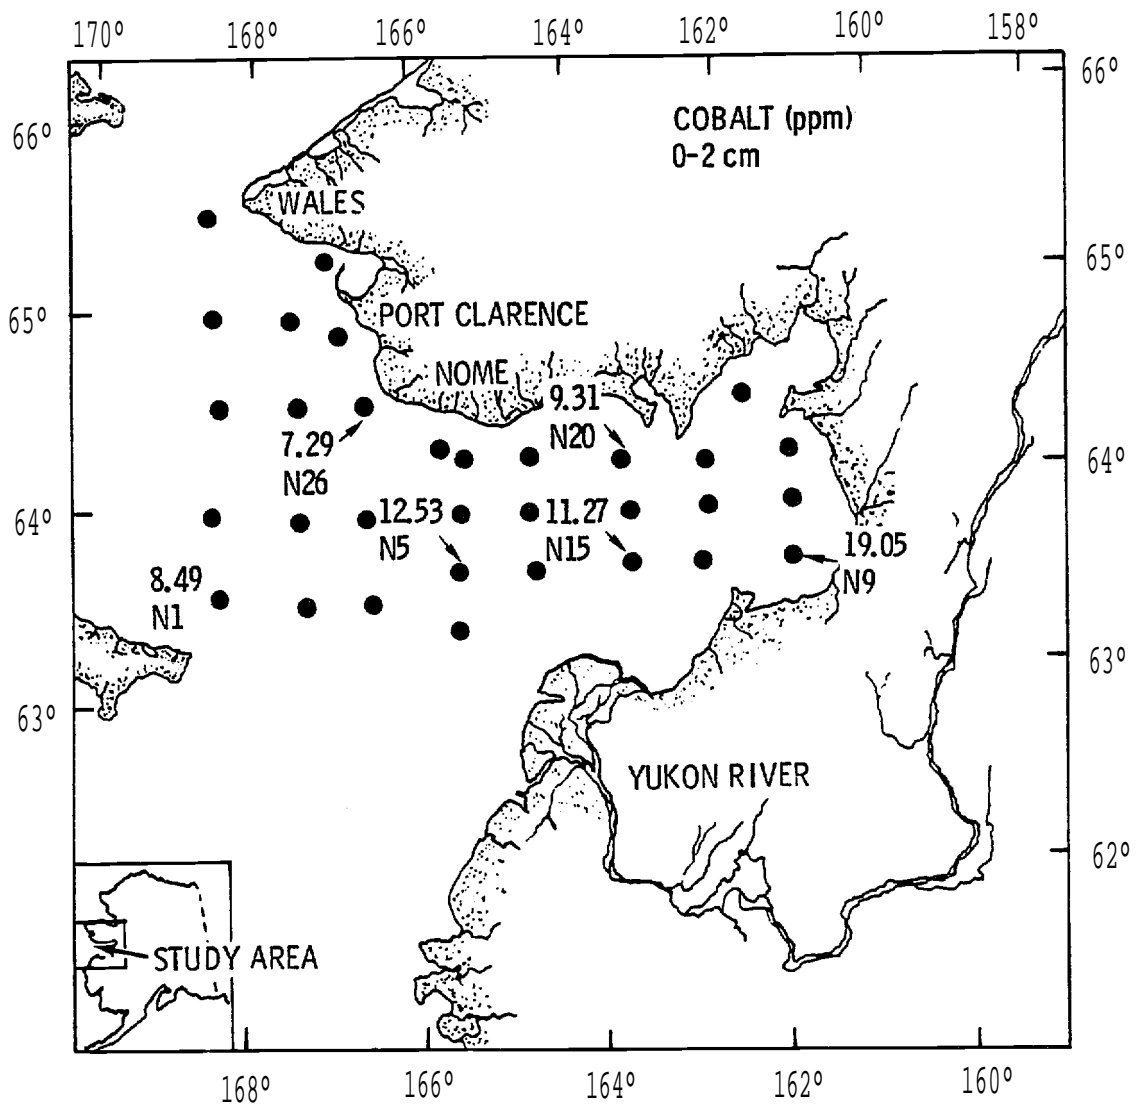 170° 168° 166° 164° 162° 160° 158°
66°
COBALT (ppm)
66°
0-2 cm
WALES
65°
65°
PORT CLARENCE
NOME
9.31
N20
7.29
N26
64°
64°
12.53
N5
11.27
N15
19.05
N9
8.49
N1
63°
63°
YUKON RIVER
62°
STUDY AREA
168° 166° 164° 162° 160°